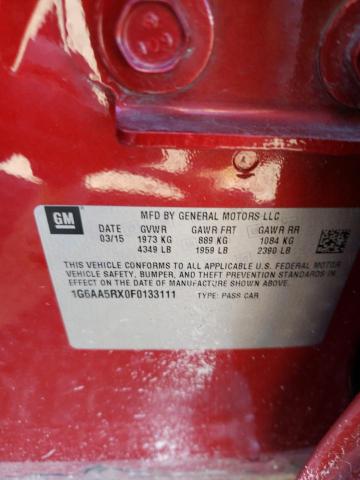 GM
MFD BY GENERAL MOTORS LLC
DATE GVWR GAWR FRT GAWR RR
03/15 1973 KG 889 KG 1084 KG
4349 LB 1959 LB 2390 LB
THIS VEHICLE CONFORMS TO ALL APPLICABLE U.S. FEDERAL MOTOR
VEHICLE SAFETY, BUMPER, AND THEFT PREVENTION STANDARDS IN
EFFECT ON THE DATE OF MANUFACTURE SHOWN ABOVE.
1G6AA5RX0F0133111 TYPE: PASS CAR